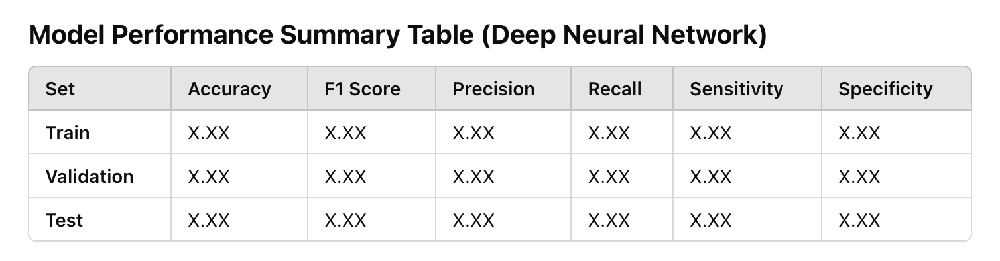 Model Performance Summary Table (Deep Neural Network)
Set Accuracy F1 Score Precision Recall Sensitivity Specificity
Train X.XX X.XX X.XX X.XX X.XX X.XX
Validation X.XX X.XX X.XX X.XX X.XX X.XX
Test X.XX X.XX X.XX X.XX X.XX X.XX